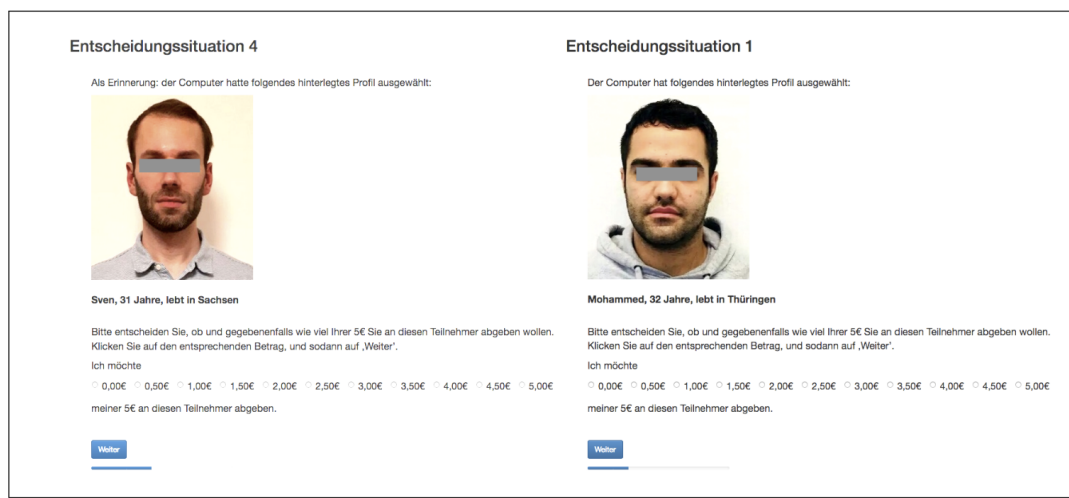 Entscheidungssituation 4
Als Erinnerung: der Computer hatte folgendes hinterlegtes Profil ausgewählt:
Sven, 31 Jahre, lebt in Sachsen
Bitte entscheiden Sie, ob und gegebenenfalls wie viel Ihrer 5€ Sie an diesen Teilnehmer abgeben wollen.
Klicken Sie auf den entsprechenden Betrag, und sodann auf ‚Weiter'.
Ich möchte
0,00€ 0,50€ 1,00€ 1,50€ 2,00€ 2,50€ 3,00€ 3,50€ 4,00€ 4,50€ 5,00€
meiner 5€ an diesen Teilnehmer abgeben.
Weiter
Entscheidungssituation 1
Der Computer hat folgendes hinterlegtes Profil ausgewählt:
Mohammed, 32 Jahre, lebt in Thüringen
Bitte entscheiden Sie, ob und gegebenenfalls wie viel Ihrer 5€ Sie an diesen Teilnehmer abgeben wollen.
Klicken Sie auf den entsprechenden Betrag, und sodann auf ‚Weiter'.
Ich möchte
0,00€ 0,50€ 1,00€ 1,50€ 2,00€ 2,50€ 3,00€ 3,50€ 4,00€ 4,50€ 5,00€
meiner 5€ an diesen Teilnehmer abgeben.
Weiter